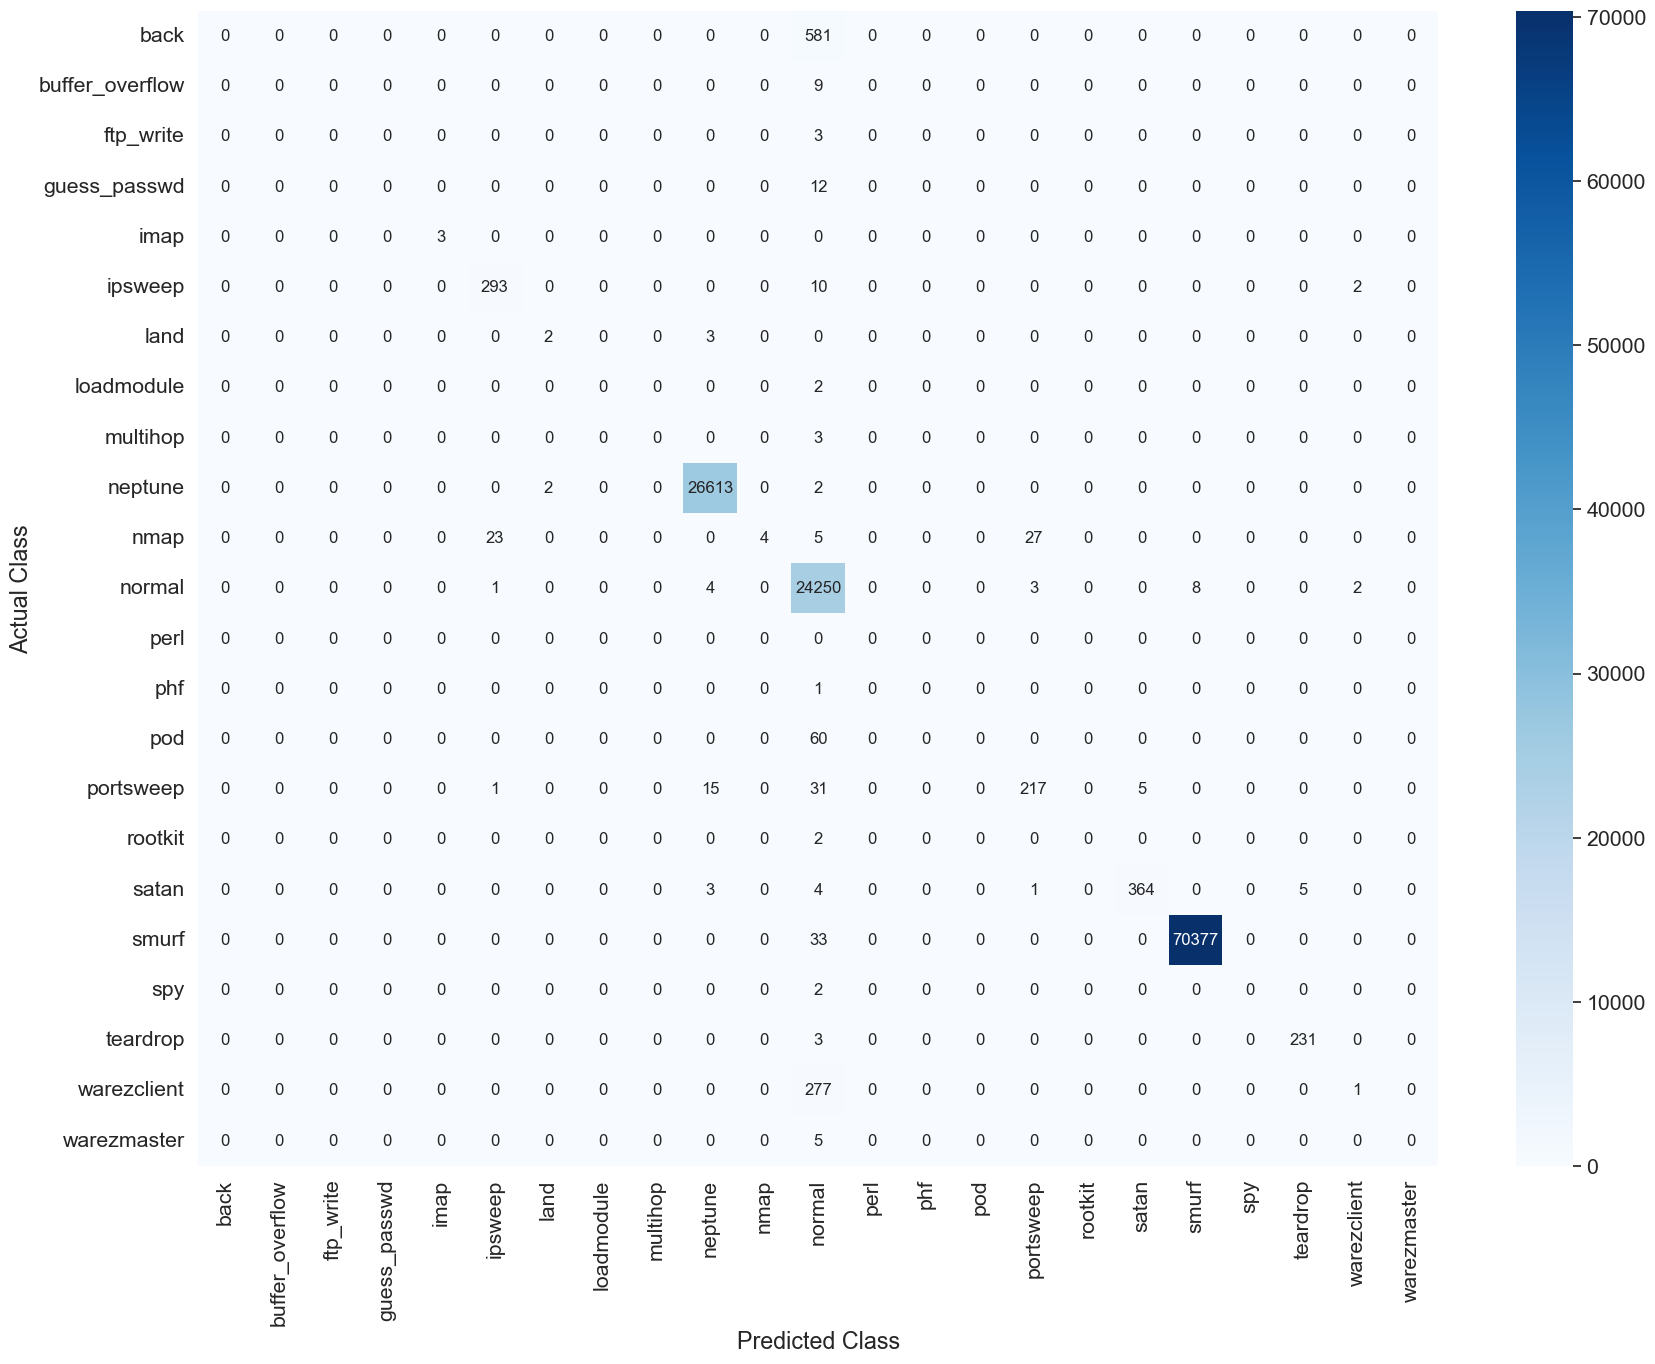 back 0 0 0 0 0 0 0 0 0 0 0 581 0 0 0 0 0 0 0 0 0 0 0
buffer_overflow 0 0 0 0 0 0 0 0 0 0 0 9 0 0 0 0 0 0 0 0 0 0 0
ftp_write 0 0 0 0 0 0 0 0 0 0 0 3 0 0 0 0 0 0 0 0 0 0 0
guess_passwd 0 0 0 0 0 0 0 0 0 0 0 12 0 0 0 0 0 0 0 0 0 0 0
imap 0 0 0 0 3 0 0 0 0 0 0 0 0 0 0 0 0 0 0 0 0 0 0
ipsweep 0 0 0 0 0 293 0 0 0 0 0 10 0 0 0 0 0 0 0 0 0 2 0
land 0 0 0 0 0 0 2 0 0 3 0 0 0 0 0 0 0 0 0 0 0 0 0
loadmodule 0 0 0 0 0 0 0 0 0 0 0 2 0 0 0 0 0 0 0 0 0 0 0
multihop 0 0 0 0 0 0 0 0 0 0 0 3 0 0 0 0 0 0 0 0 0 0 0
neptune 0 0 0 0 0 0 2 0 0 26613 0 2 0 0 0 0 0 0 0 0 0 0 0
nmap 0 0 0 0 0 23 0 0 0 0 4 5 0 0 0 27 0 0 0 0 0 0 0
normal 0 0 0 0 0 1 0 0 0 4 0 24250 0 0 0 3 0 0 8 0 0 2 0
perl 0 0 0 0 0 0 0 0 0 0 0 0 0 0 0 0 0 0 0 0 0 0 0
phf 0 0 0 0 0 0 0 0 0 0 0 1 0 0 0 0 0 0 0 0 0 0 0
pod 0 0 0 0 0 0 0 0 0 0 0 60 0 0 0 0 0 0 0 0 0 0 0
portsweep 0 0 0 0 0 1 0 0 0 15 0 31 0 0 0 217 0 5 0 0 0 0 0
rootkit 0 0 0 0 0 0 0 0 0 0 0 2 0 0 0 0 0 0 0 0 0 0 0
satan 0 0 0 0 0 0 0 0 0 3 0 4 0 0 0 1 0 364 0 0 5 0 0
smurf 0 0 0 0 0 0 0 0 0 0 0 33 0 0 0 0 0 0 70377 0 0 0 0
spy 0 0 0 0 0 0 0 0 0 0 0 2 0 0 0 0 0 0 0 0 0 0 0
teardrop 0 0 0 0 0 0 0 0 0 0 0 3 0 0 0 0 0 0 0 0 231 0 0
warezclient 0 0 0 0 0 0 0 0 0 0 0 277 0 0 0 0 0 0 0 0 0 1 0
warezmaster 0 0 0 0 0 0 0 0 0 0 0 5 0 0 0 0 0 0 0 0 0 0 0
back buffer_overflow ftp_write guess_passwd imap ipsweep land loadmodule multihop neptune nmap normal perl phf pod portsweep rootkit satan smurf spy teardrop warezclient warezmaster
Predicted Class
Actual Class
70000
60000
50000
40000
30000
20000
10000
0